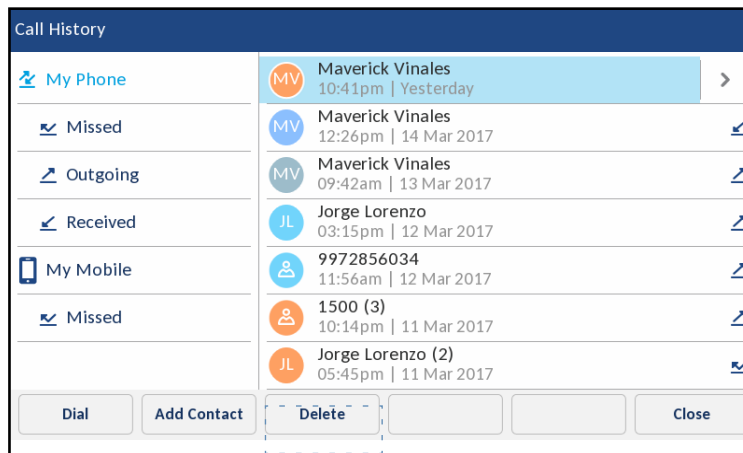 Call History
My Phone
Missed
Outgoing
Received
My Mobile
Missed
MV
Maverick Vinales
10:41pm | Yesterday
MV
Maverick Vinales
12:26pm | 14 Mar 2017
MV
Maverick Vinales
09:42am | 13 Mar 2017
JL
Jorge Lorenzo
03:15pm | 12 Mar 2017
9972856034
11:56am | 12 Mar 2017
1500 (3)
10:14pm | 11 Mar 2017
JL
Jorge Lorenzo (2)
05:45pm | 11 Mar 2017
Dial
Add Contact
Delete
Close